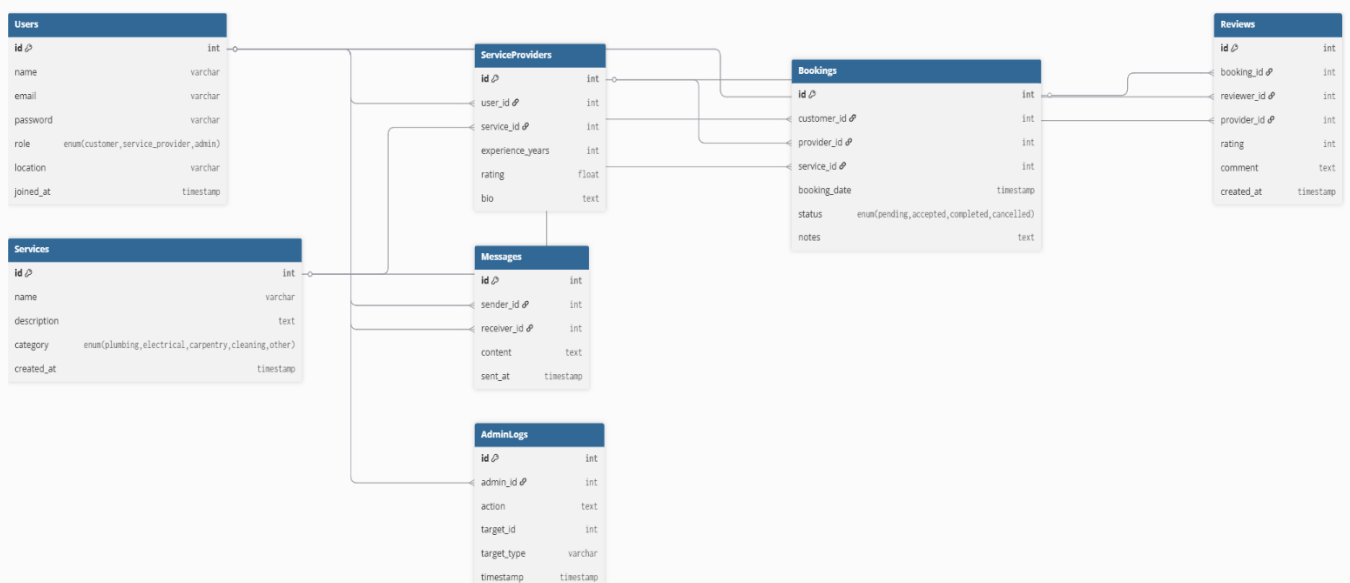 Users
id int
name varchar
email varchar
password varchar
role enum(customer,service_provider,admin)
location varchar
joined_at timestamp
Services
id int
name varchar
description text
category enum(plumbing,electrical,carpentry,cleaning,other)
created_at timestamp
ServiceProviders
id int
user_id int
service_id int
experience_years int
rating float
bio text
Messages
id int
sender_id int
receiver_id int
content text
sent_at timestamp
AdminLogs
id int
admin_id int
action text
target_id int
target_type varchar
timestamp timestamp
Bookings
id int
customer_id int
provider_id int
service_id int
booking_date timestamp
status enum(pending,accepted,completed,cancelled)
notes text
Reviews
id int
booking_id int
reviewer_id int
provider_id int
rating int
comment text
created_at timestamp